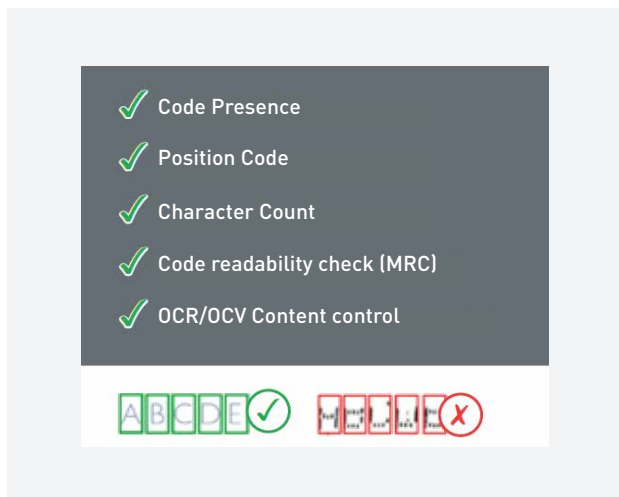 Code Presence
Position Code
Character Count
Code readability check (MRC)
OCR/OCV Content control
ABCDE